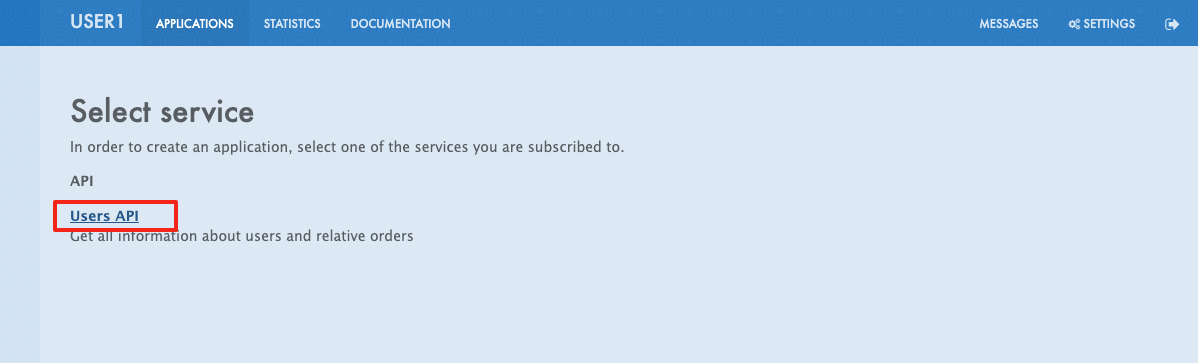 USER1 APPLICATIONS STATISTICS DOCUMENTATION MESSAGES SETTINGS
Select service
In order to create an application, select one of the services you are subscribed to.
API
Users API
Get all information about users and relative orders